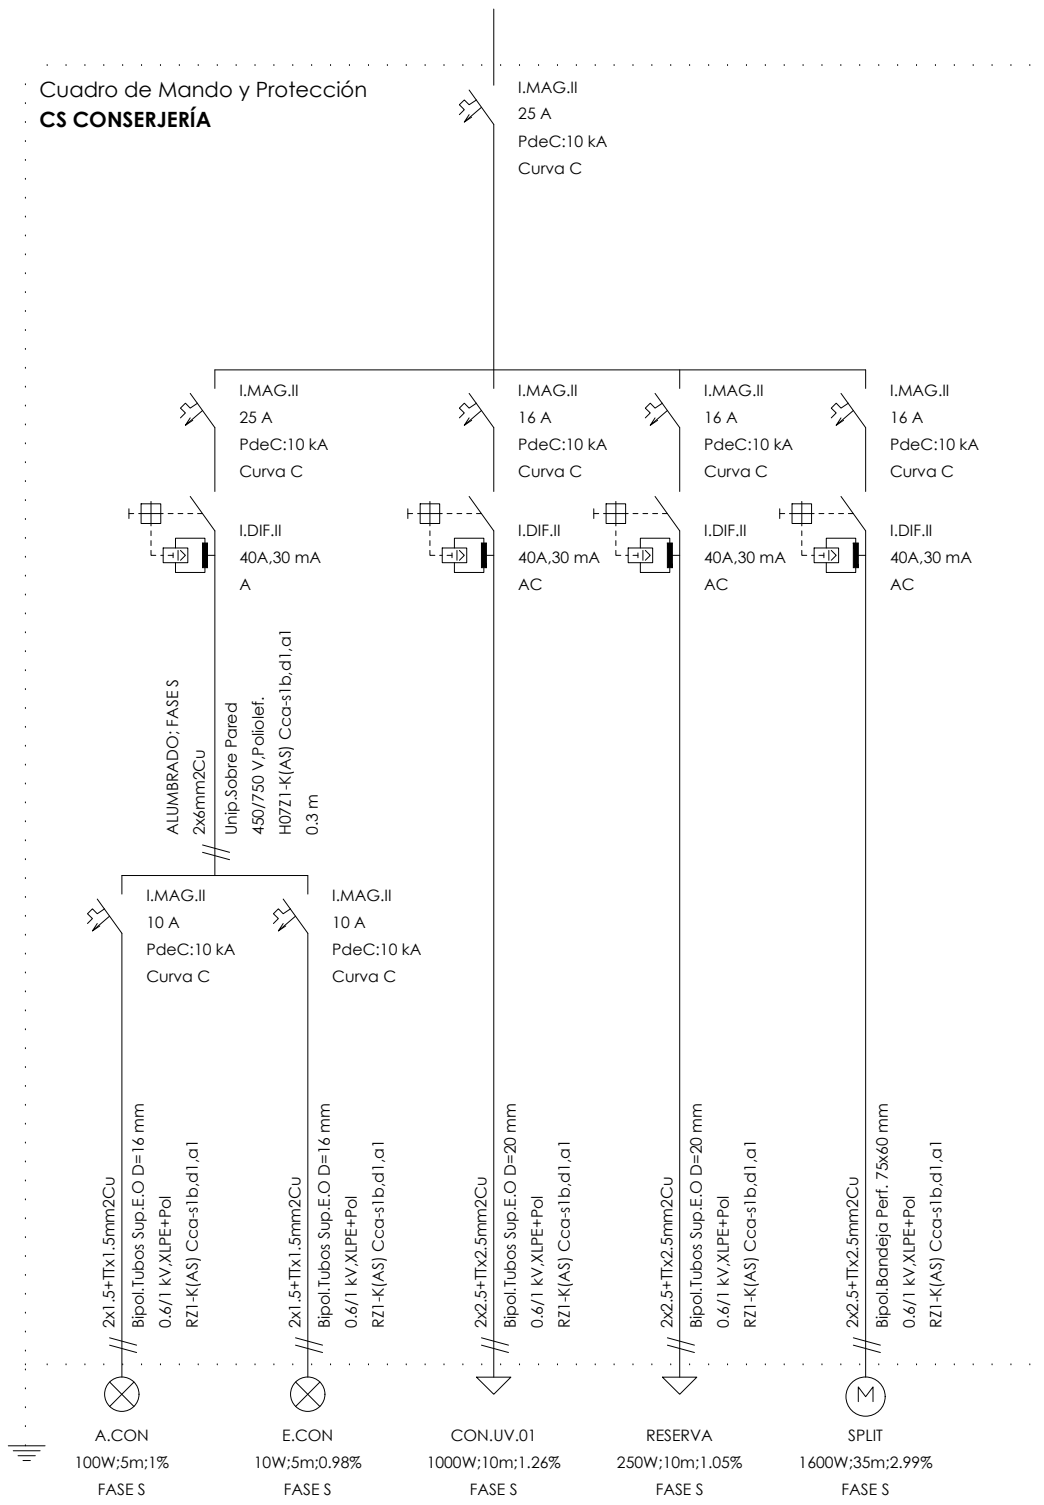 Cuadro de Mando y Protección
CS CONSERJERÍA
I.MAG.II
25 A
PdeC:10 kA
Curva C
I.MAG.II
25 A
PdeC:10 kA
Curva C
I.MAG.II
16 A
PdeC:10 kA
Curva C
I.MAG.II
16 A
PdeC:10 kA
Curva C
I.MAG.II
16 A
PdeC:10 kA
Curva C
I.DIF.II
40A,30 mA
A
I.DIF.II
40A,30 mA
AC
I.DIF.II
40A,30 mA
AC
I.DIF.II
40A,30 mA
AC
ALUMBRADO; FASE S
2x6mm2Cu
Unip.Sobre Pared
450/750 V,Poliolef.
H07Z1-K(AS) Cca-s1b,d1,a1
0.3 m
I.MAG.II
10 A
PdeC:10 kA
Curva C
I.MAG.II
10 A
PdeC:10 kA
Curva C
2x1.5+TTx1.5mm2Cu
Bipol.Tubos Sup.E.O D=16 mm
0.6/1 kV,XLPE+Pol
RZ1-K(AS) Cca-s1b,d1,a1
2x1.5+TTx1.5mm2Cu
Bipol.Tubos Sup.E.O D=16 mm
0.6/1 kV,XLPE+Pol
RZ1-K(AS) Cca-s1b,d1,a1
2x2.5+TTx2.5mm2Cu
Bipol.Tubos Sup.E.O D=20 mm
0.6/1 kV,XLPE+Pol
RZ1-K(AS) Cca-s1b,d1,a1
2x2.5+TTx2.5mm2Cu
Bipol.Tubos Sup.E.O D=20 mm
0.6/1 kV,XLPE+Pol
RZ1-K(AS) Cca-s1b,d1,a1
2x2.5+TTx2.5mm2Cu
Bipol.Bandeja Perf. 75x60 mm
0.6/1 kV,XLPE+Pol
RZ1-K(AS) Cca-s1b,d1,a1
M
A.CON
100W;5m;1%
FASE S
E.CON
10W;5m;0.98%
FASE S
CON.UV.01
1000W;10m;1.26%
FASE S
RESERVA
250W;10m;1.05%
FASE S
SPLIT
1600W;35m;2.99%
FASE S